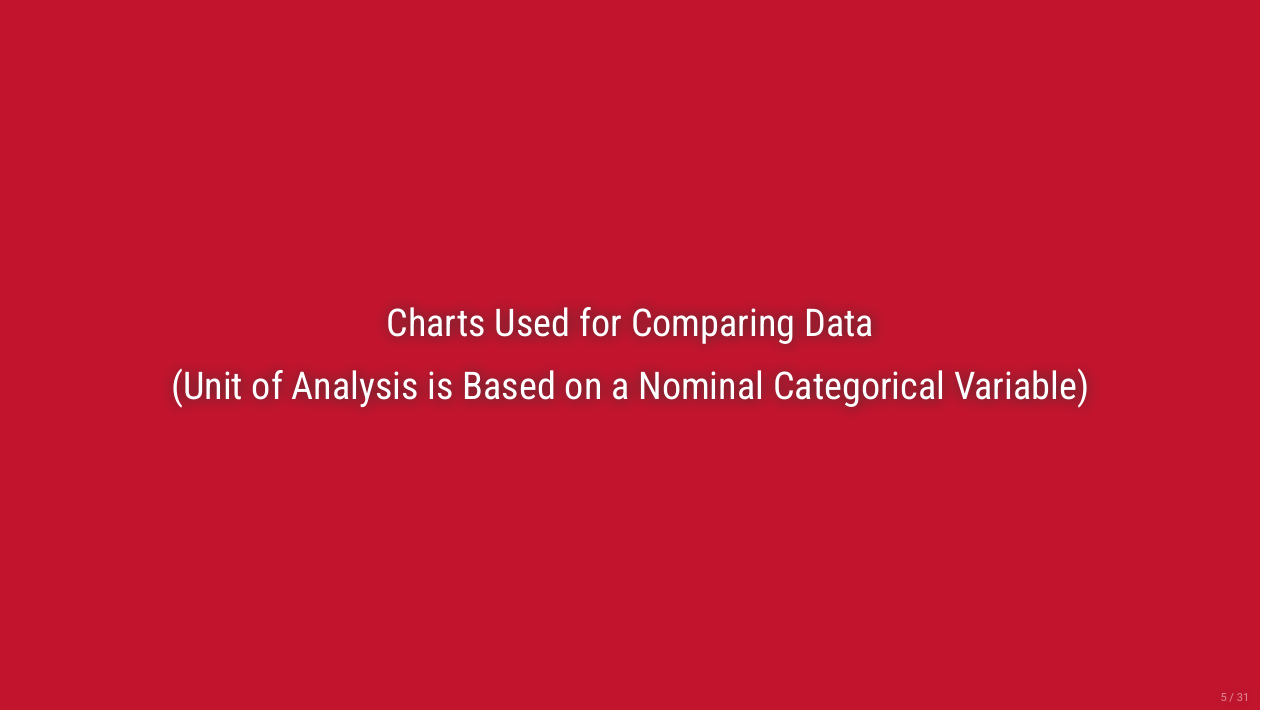 Charts Used for Comparing Data
(Unit of Analysis is Based on a Nominal Categorical Variable)
5 / 31